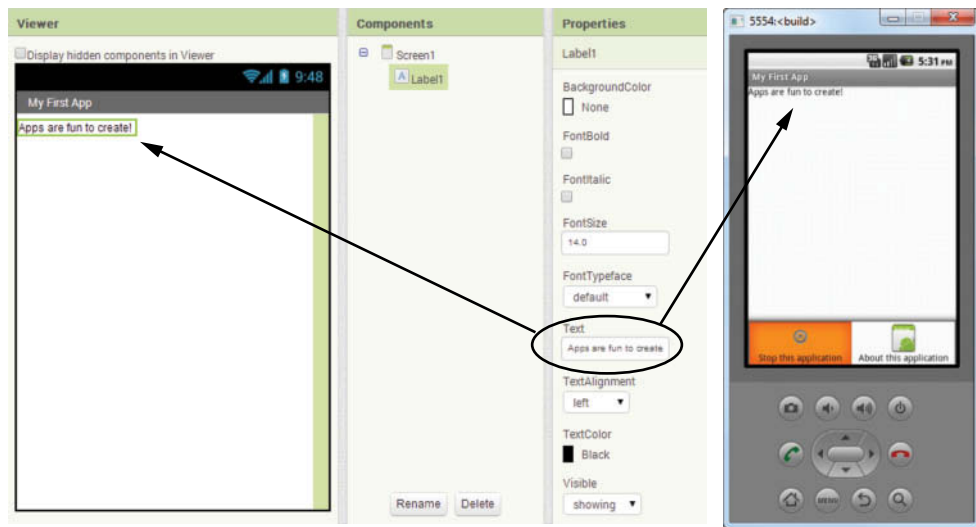 Viewer
Display hidden components in Viewer
9:48
My First App
Apps are fun to create!
Components
Screen1
A Label1
Rename Delete
Properties
Label1
BackgroundColor
None
FontBold
FontItalic
FontSize
14.0
FontTypeface
default
Text
Apps are fun to create
TextAlignment
left
TextColor
Black
Visible
showing
5554:<build>
5:31 PM
My First App
Apps are fun to create!
Stop this application About this application
MENU